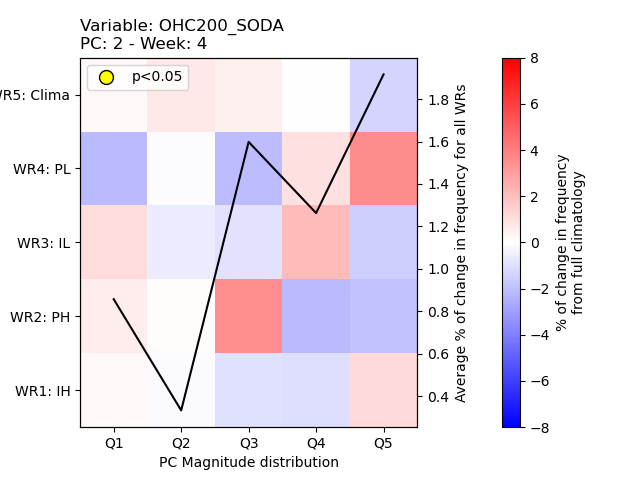 Variable: OHC200_SODA
PC: 2 - Week: 4
p<0.05
WR5: Clima
WR4: PL
WR3: IL
WR2: PH
WR1: IH
Q1 Q2 Q3 Q4 Q5
PC Magnitude distribution
1.8
1.6
1.4
1.2
1.0
0.8
0.6
0.4
Average % of change in frequency for all WRs
8
6
4
2
0
−2
−4
−6
−8
% of change in frequency
from full climatology